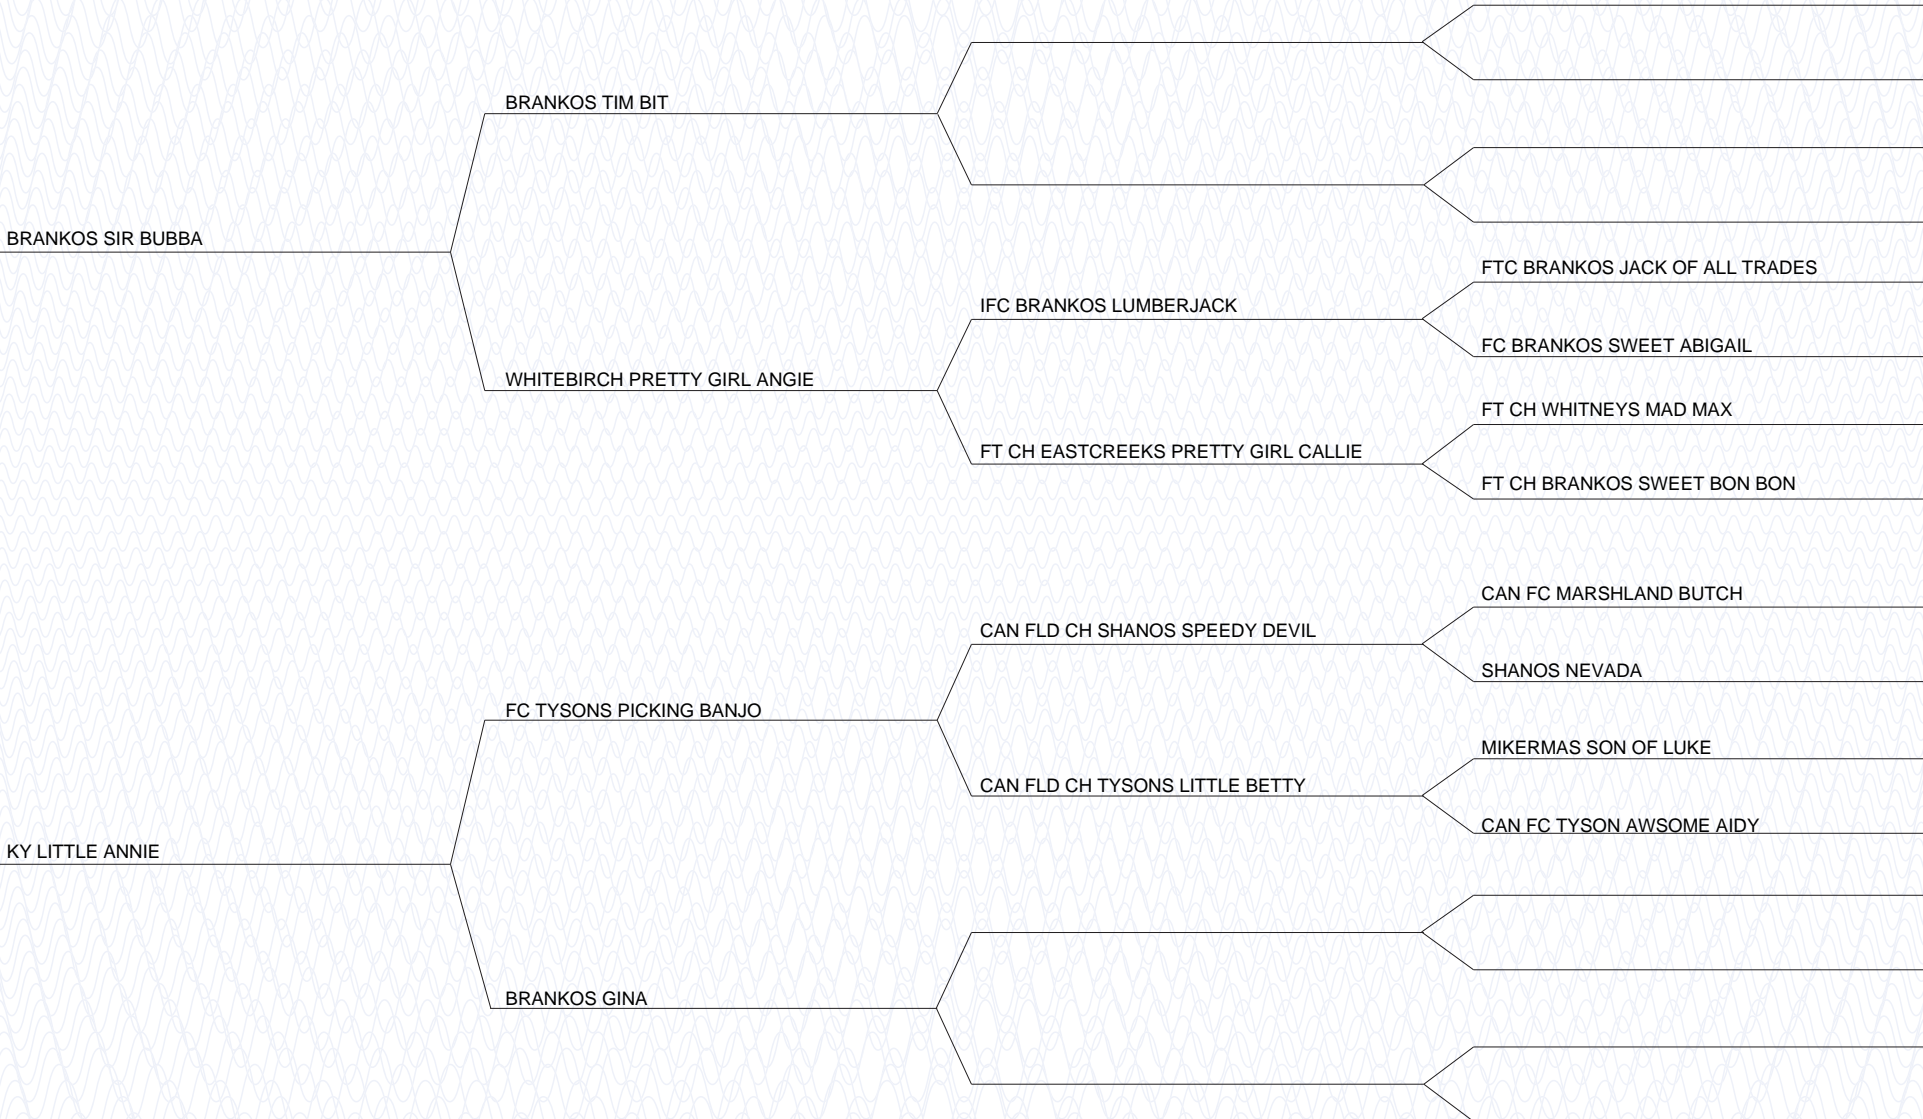 BRANKOS TIM BIT
BRANKOS SIR BUBBA
FTC BRANKOS JACK OF ALL TRADES
IFC BRANKOS LUMBERJACK
FC BRANKOS SWEET ABIGAIL
WHITEBIRCH PRETTY GIRL ANGIE
FT CH WHITNEYS MAD MAX
FT CH EASTCREEKS PRETTY GIRL CALLIE
FT CH BRANKOS SWEET BON BON
CAN FC MARSHLAND BUTCH
CAN FLD CH SHANOS SPEEDY DEVIL
SHANOS NEVADA
FC TYSONS PICKING BANJO
MIKERMAS SON OF LUKE
CAN FLD CH TYSONS LITTLE BETTY
CAN FC TYSON AWSOME AIDY
KY LITTLE ANNIE
BRANKOS GINA